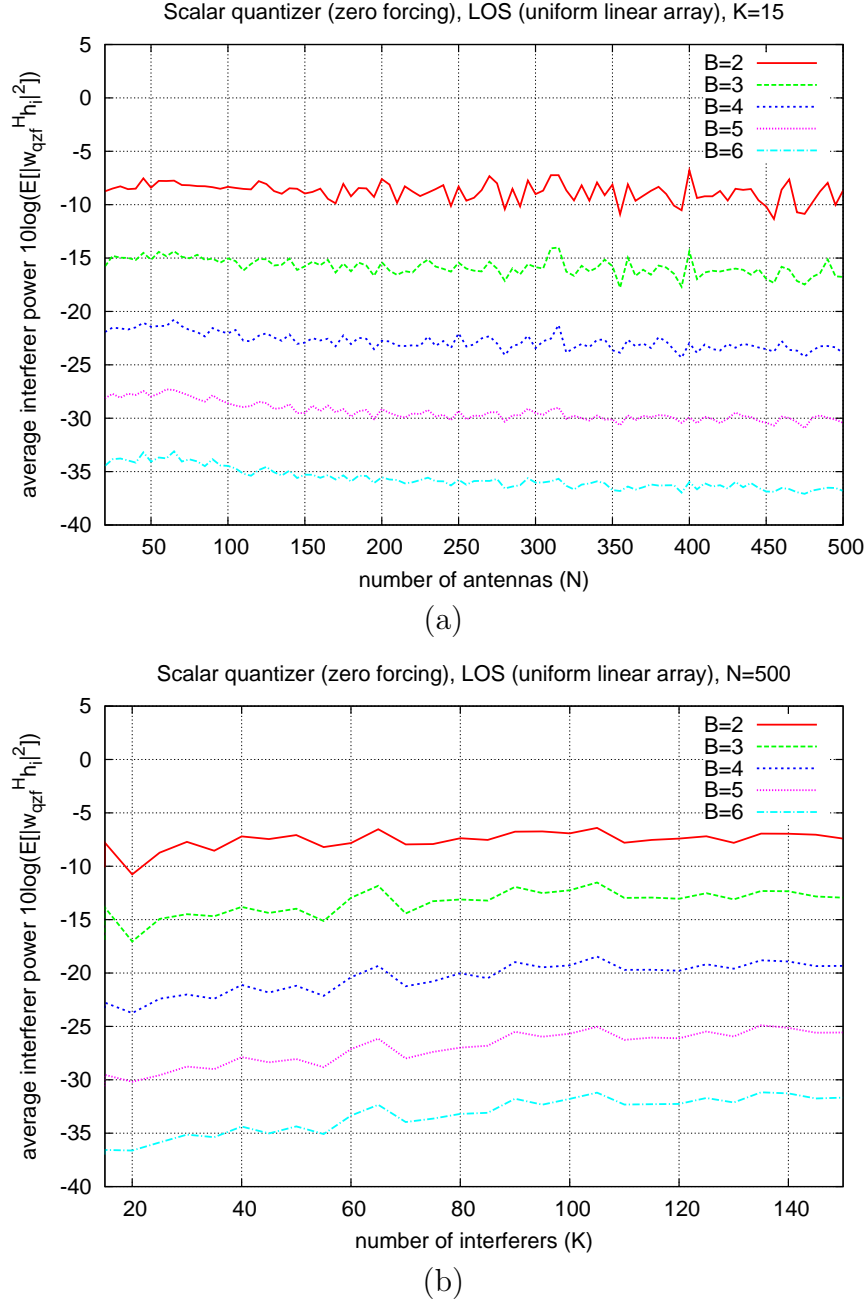 Scalar quantizer (zero forcing), LOS (uniform linear array), K=15
average interferer power 10log(E[|w_qzf^H h_i|^2])
5
0
-5
-10
-15
-20
-25
-30
-35
-40
B=2
B=3
B=4
B=5
B=6
50 100 150 200 250 300 350 400 450 500
number of antennas (N)
(a)
Scalar quantizer (zero forcing), LOS (uniform linear array), N=500
average interferer power 10log(E[|w_qzf^H h_i|^2])
5
0
-5
-10
-15
-20
-25
-30
-35
-40
B=2
B=3
B=4
B=5
B=6
20 40 60 80 100 120 140
number of interferers (K)
(b)